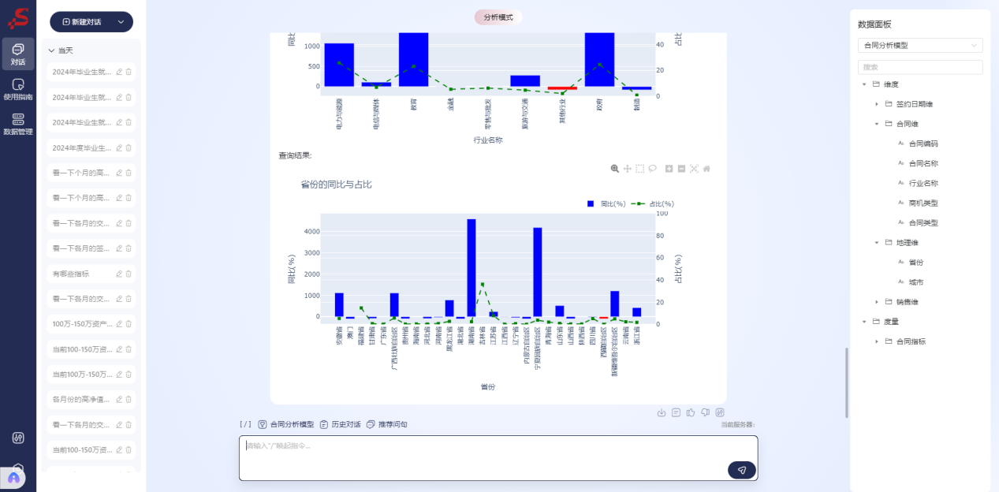 新建对话
对话
使用指南
数据管理
当天
2024年毕业生就...
2024年毕业生就...
2024年毕业生就...
2024年度毕业生...
看一下个月的高...
看一下个月的高...
看一下各月的交...
看一下各月的签...
有哪些指标
看一下各月的交...
100万-150万资产...
当前100-150万资...
当前100万-150万...
各月份的高净值...
看一下各月的交...
当前100-150万资...
分析模式
同比
占比
1000
500
0
40
20
0
电力与能源
电信与媒体
教育
金融
零售与批发
旅游与交通
其他行业
政府
制造
行业名称
查询结果:
省份的同比与占比
同比(%)
占比(%)
4000
3000
2000
1000
0
同比(%)
100
80
60
40
20
0
占比(%)
安徽省
澳门
福建省
甘肃省
广东省
广西壮族自治区
贵州省
海南省
河北省
河南省
黑龙江省
湖北省
湖南省
吉林省
江苏省
江西省
辽宁省
内蒙古自治区
宁夏回族自治区
青海省
山东省
山西省
陕西省
四川省
西藏自治区
新疆维吾尔自治区
云南省
浙江省
省份
[/]
合同分析模型
历史对话
推荐问句
当前服务器:
请输入"/"唤起指令...
数据面板
合同分析模型
搜索
维度
签约日期维
合同维
合同编码
合同名称
行业名称
商机类型
合同类型
地理维
省份
城市
销售维
度量
合同指标